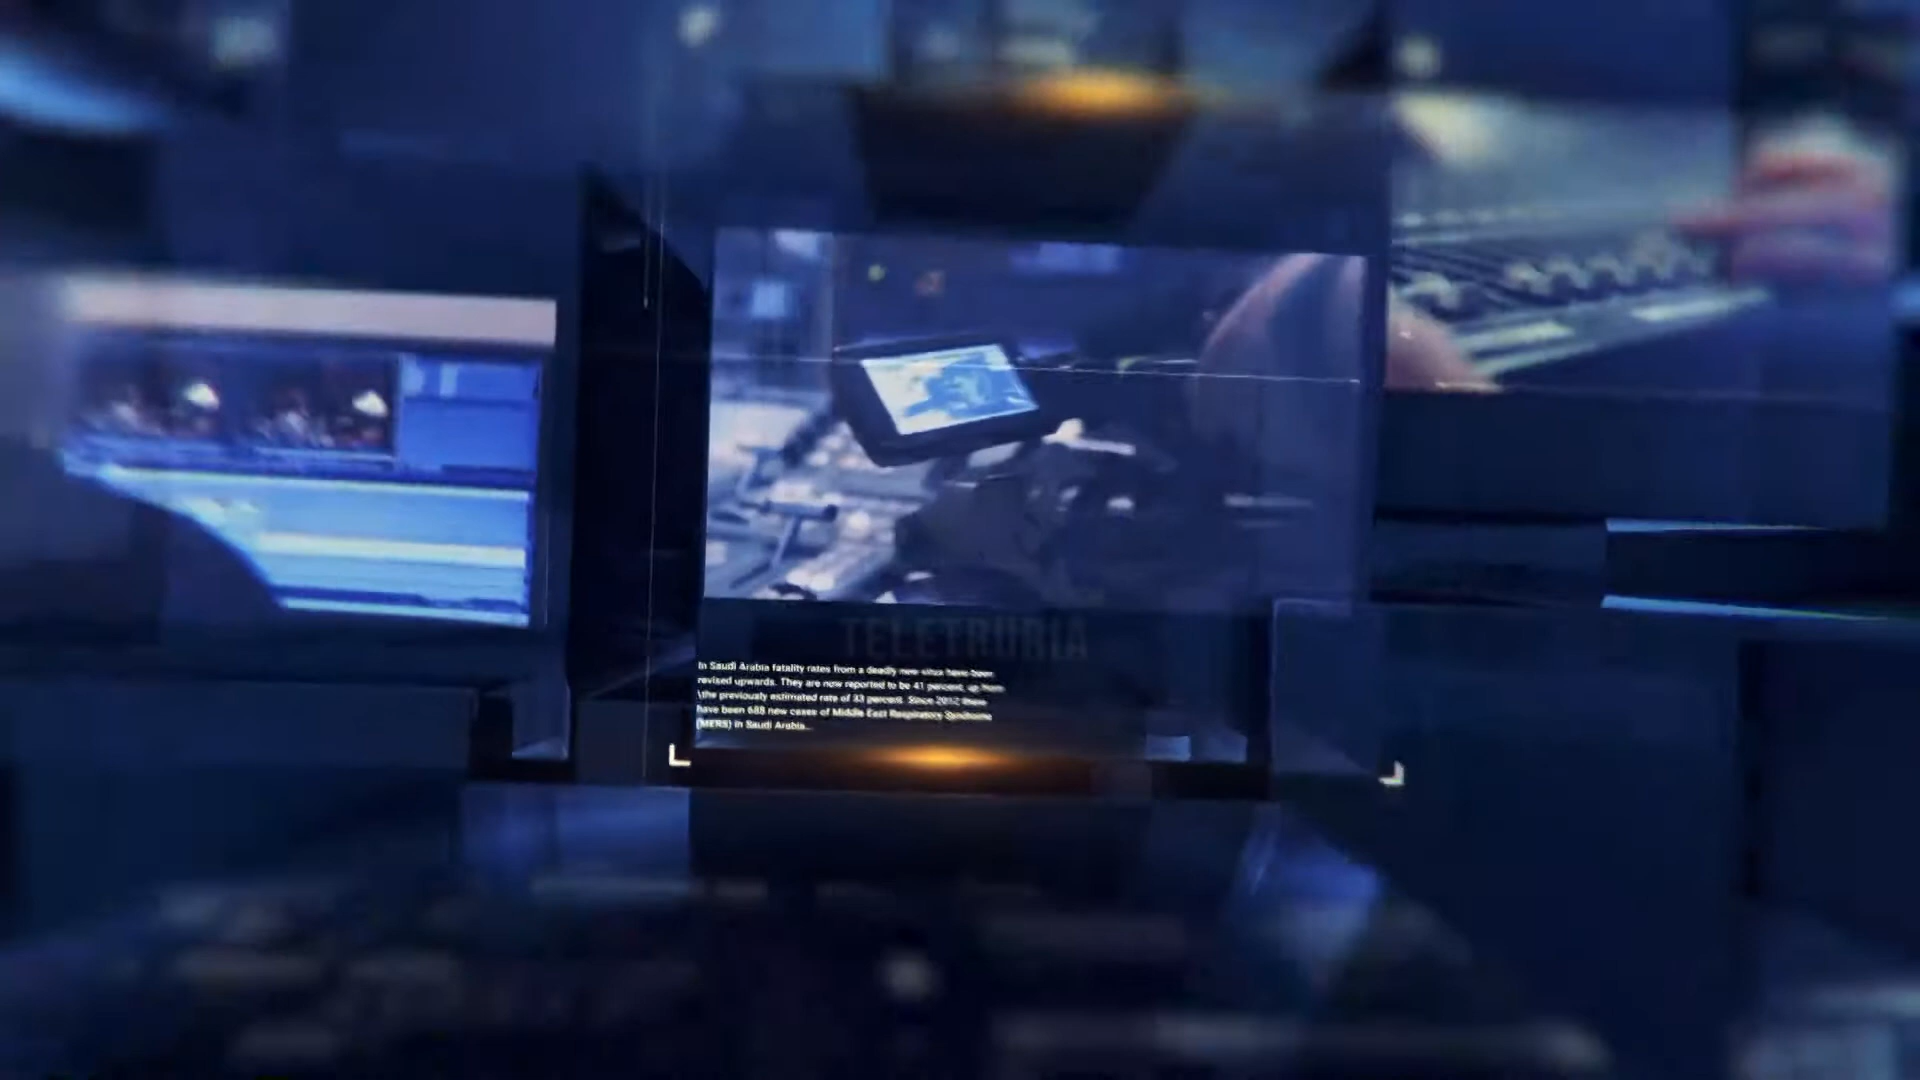 TELETRURIA
In Saudi Arabia fatality rates from a deadly new virus have been
revised upwards. They are now reported to be 41 percent, up from
\the previously estimated rate of 33 percent. Since 2012 there
have been 688 new cases of Middle East Respiratory Syndrome
(MERS) in Saudi Arabia...